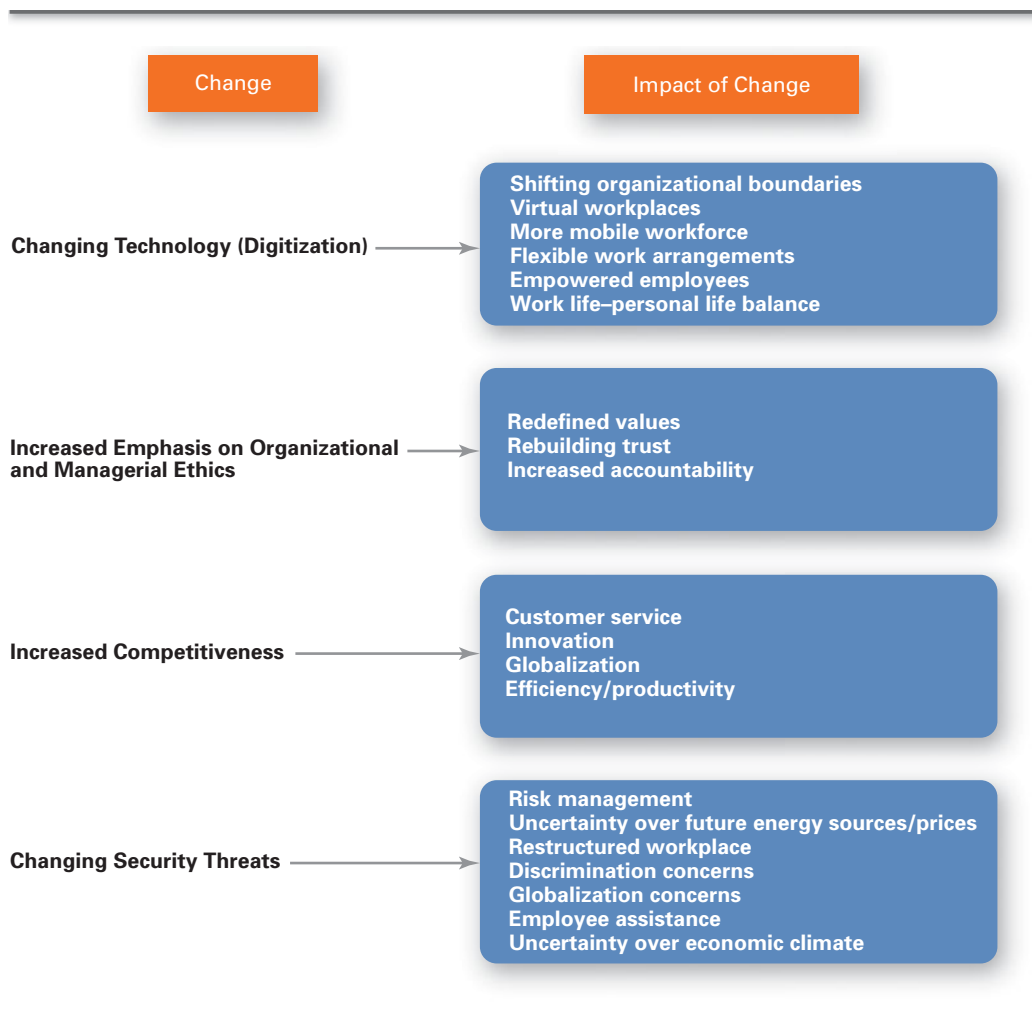 Change
Impact of Change
Changing Technology (Digitization)
Shifting organizational boundaries
Virtual workplaces
More mobile workforce
Flexible work arrangements
Empowered employees
Work life–personal life balance
Increased Emphasis on Organizational
and Managerial Ethics
Redefined values
Rebuilding trust
Increased accountability
Increased Competitiveness
Customer service
Innovation
Globalization
Efficiency/productivity
Changing Security Threats
Risk management
Uncertainty over future energy sources/prices
Restructured workplace
Discrimination concerns
Globalization concerns
Employee assistance
Uncertainty over economic climate